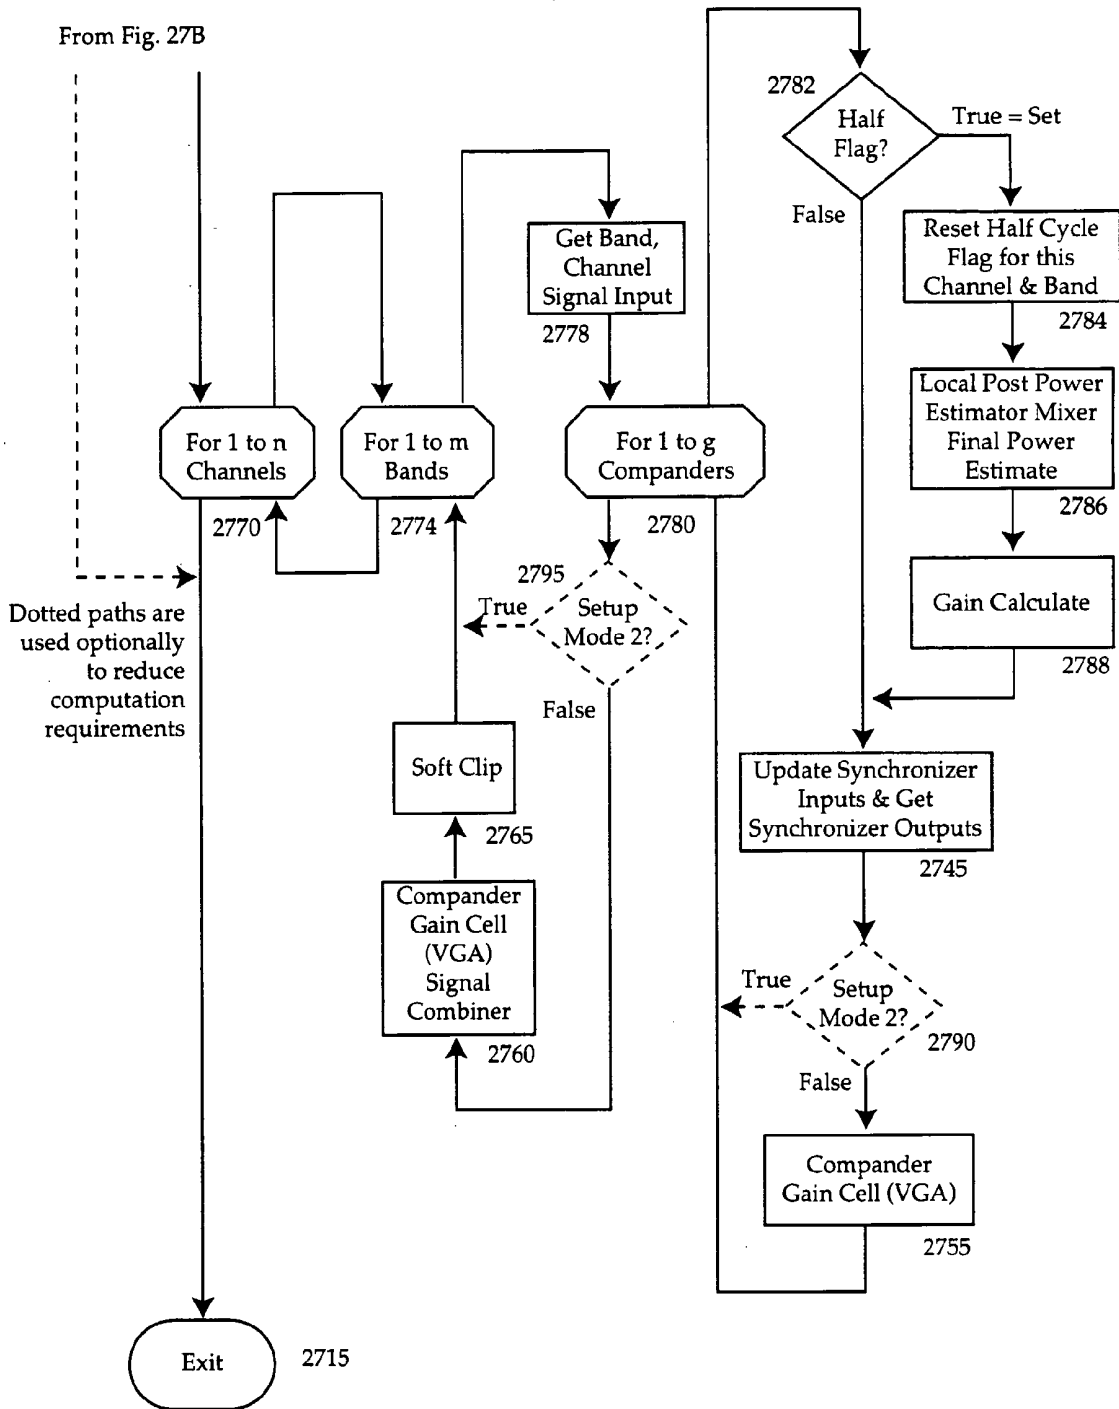 From Fig. 27B
2782
Half
Flag?
True = Set
False
Reset Half Cycle
Flag for this
Channel & Band
2784
Get Band,
Channel
Signal Input
2778
Local Post Power
Estimator Mixer
Final Power
Estimate
2786
For 1 to n
Channels
2770
For 1 to m
Bands
2774
For 1 to g
Companders
2780
2795
Setup
Mode 2?
True
False
Gain Calculate
2788
Dotted paths are
used optionally
to reduce
computation
requirements
Soft Clip
2765
Update Synchronizer
Inputs & Get
Synchronizer Outputs
2745
Compander
Gain Cell
(VGA)
Signal
Combiner
2760
True
Setup
Mode 2?
2790
False
Compander
Gain Cell (VGA)
2755
Exit
2715